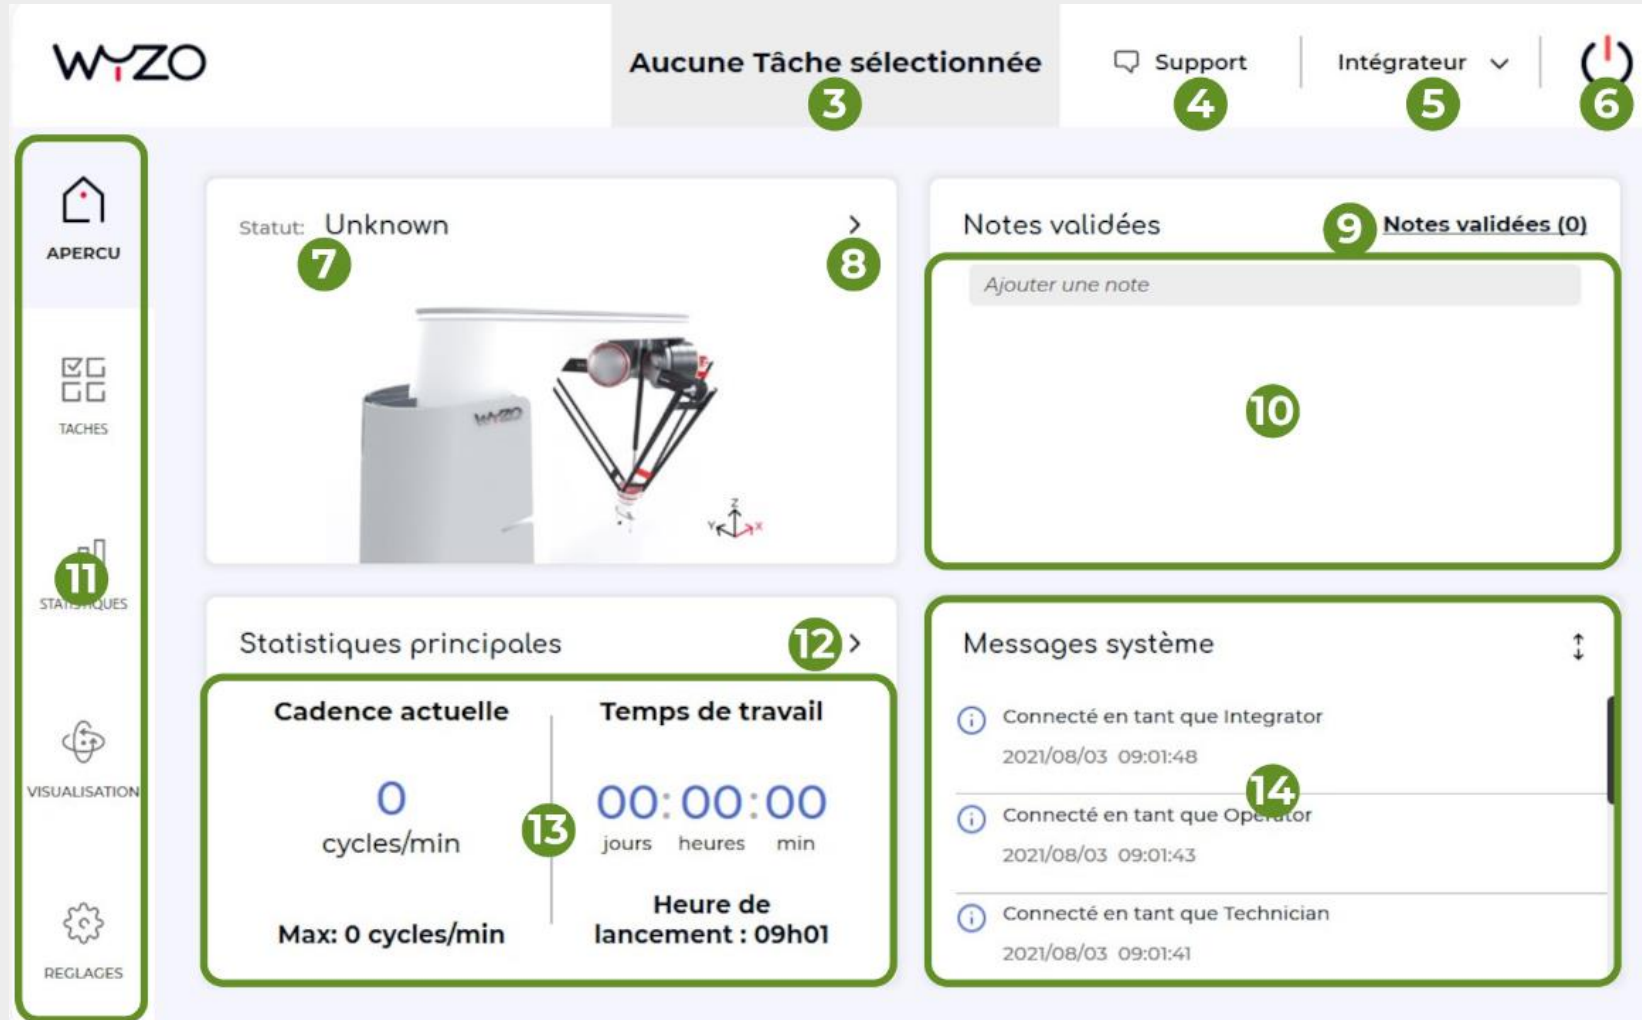 WYZO
Aucune Tâche sélectionnée
3
Support
4
Intégrateur
5
6
APERCU
TACHES
11
STATISTIQUES
VISUALISATION
REGLAGES
Statut: Unknown
7
8
WYZO
Z
Y X
Notes validées
9 Notes validées (0)
Ajouter une note
10
Statistiques principales
12
Cadence actuelle
0
cycles/min
Max: 0 cycles/min
13
Temps de travail
00:00:00
jours heures min
Heure de
lancement : 09h01
Messages système
Connecté en tant que Integrator
2021/08/03 09:01:48
14
Connecté en tant que Operator
2021/08/03 09:01:43
Connecté en tant que Technician
2021/08/03 09:01:41